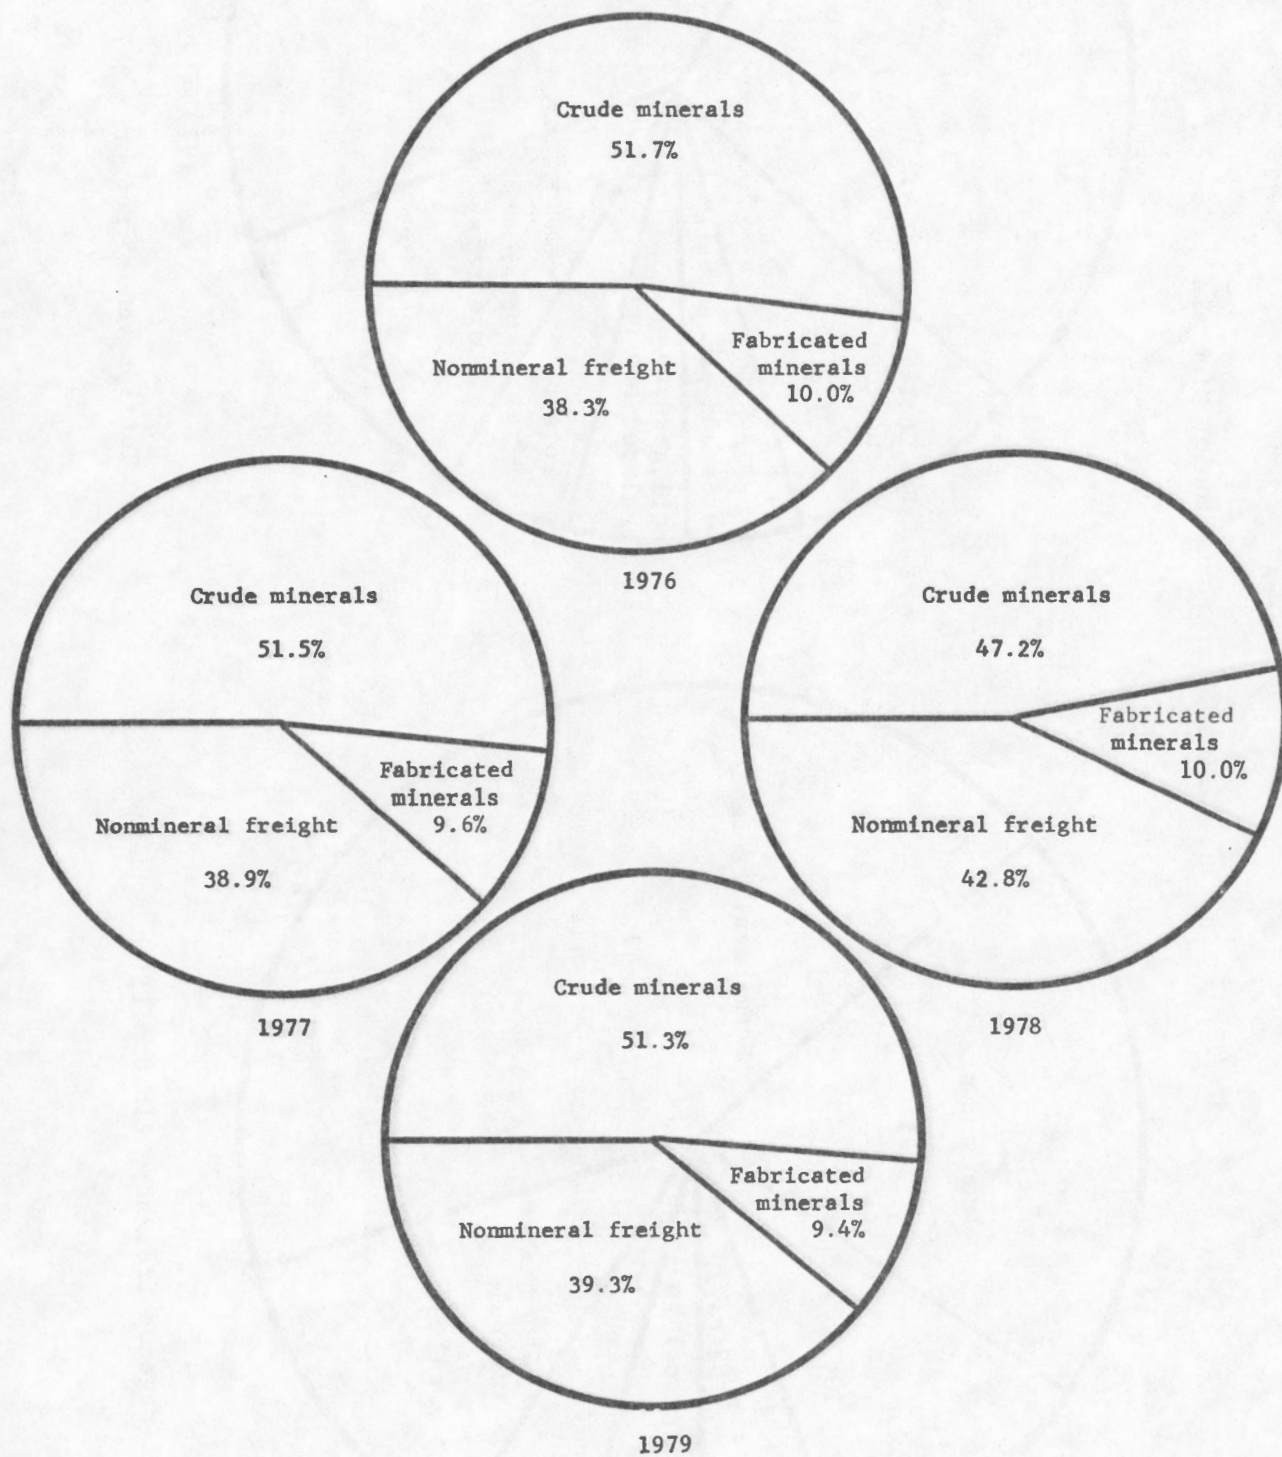 Crude minerals
51.7%
Fabricated
minerals
10.0%
Nonmineral freight
38.3%
1976
Crude minerals
51.5%
Fabricated
minerals
9.6%
Nonmineral freight
38.9%
1977
Crude minerals
47.2%
Fabricated
minerals
10.0%
Nonmineral freight
42.8%
1978
Crude minerals
51.3%
Fabricated
minerals
9.4%
Nonmineral freight
39.3%
1979